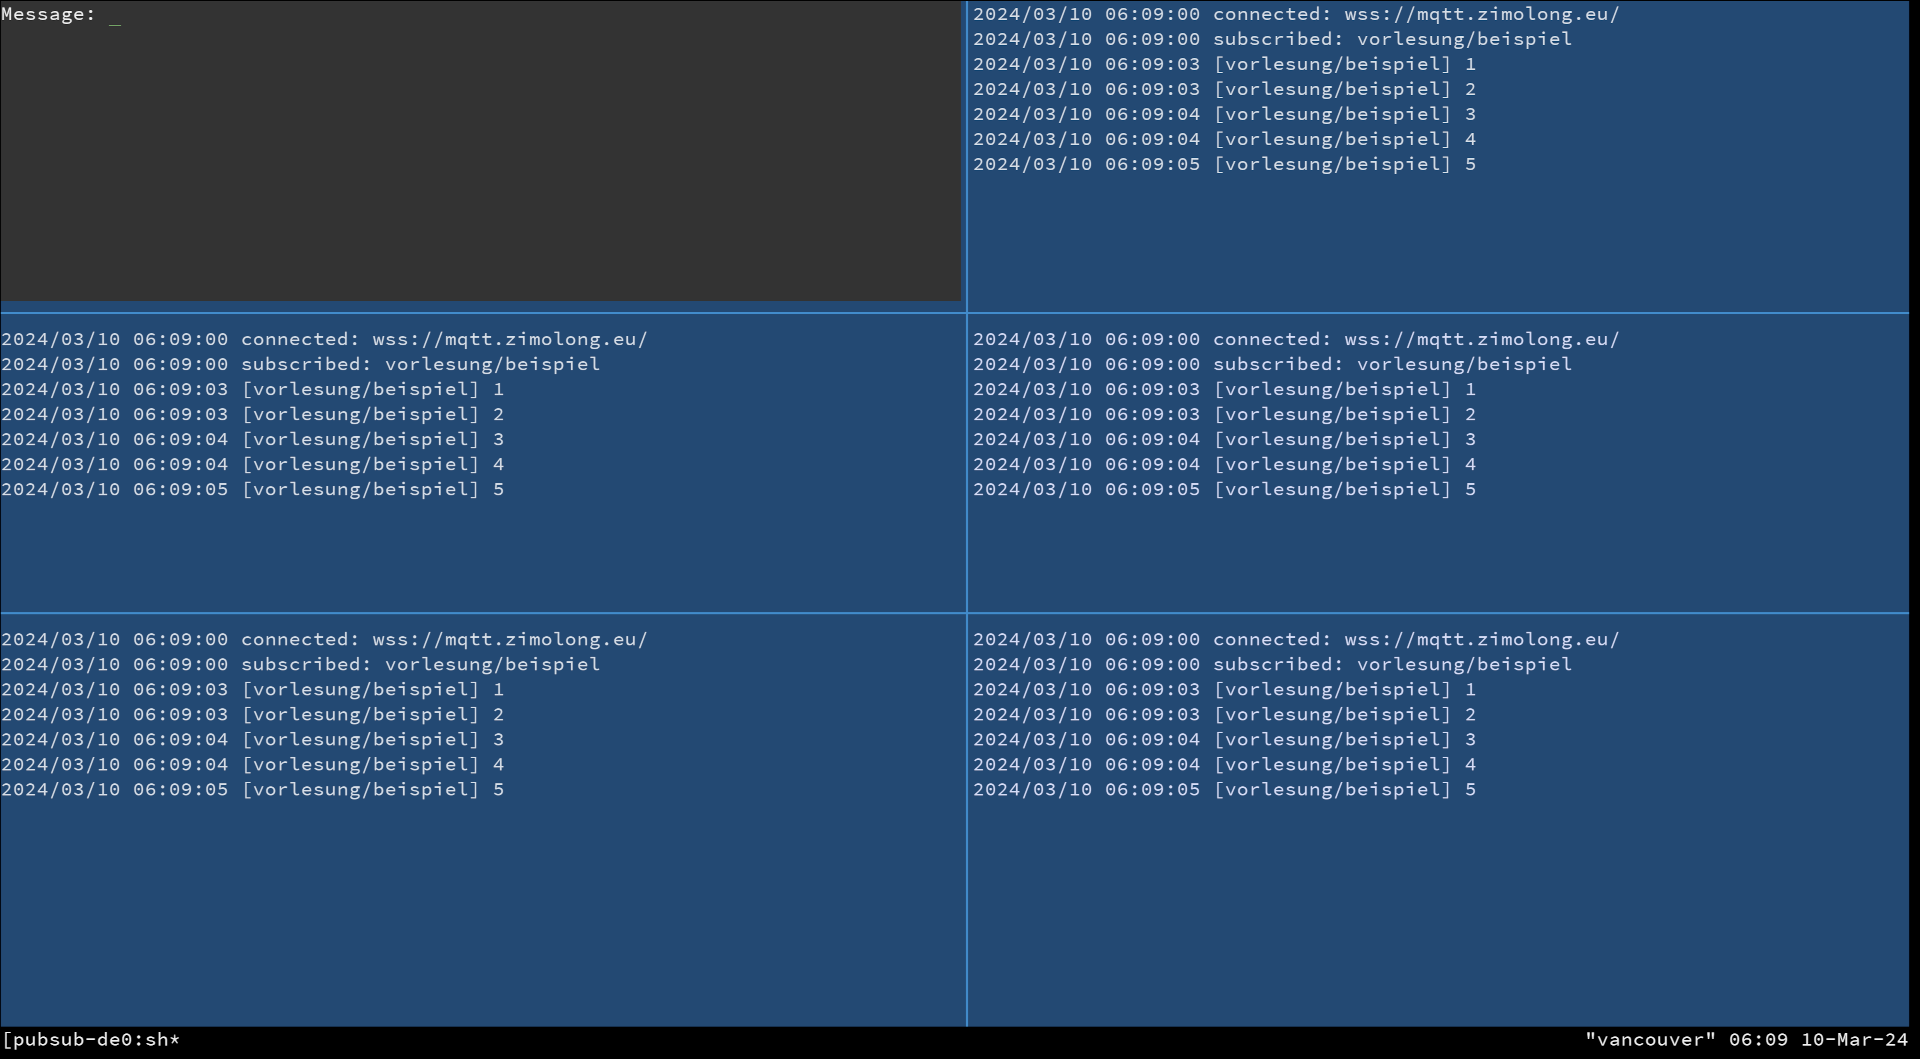 Message: _
2024/03/10 06:09:00 connected: wss://mqtt.zimolong.eu/
2024/03/10 06:09:00 subscribed: vorlesung/beispiel
2024/03/10 06:09:03 [vorlesung/beispiel] 1
2024/03/10 06:09:03 [vorlesung/beispiel] 2
2024/03/10 06:09:04 [vorlesung/beispiel] 3
2024/03/10 06:09:04 [vorlesung/beispiel] 4
2024/03/10 06:09:05 [vorlesung/beispiel] 5
2024/03/10 06:09:00 connected: wss://mqtt.zimolong.eu/
2024/03/10 06:09:00 subscribed: vorlesung/beispiel
2024/03/10 06:09:03 [vorlesung/beispiel] 1
2024/03/10 06:09:03 [vorlesung/beispiel] 2
2024/03/10 06:09:04 [vorlesung/beispiel] 3
2024/03/10 06:09:04 [vorlesung/beispiel] 4
2024/03/10 06:09:05 [vorlesung/beispiel] 5
2024/03/10 06:09:00 connected: wss://mqtt.zimolong.eu/
2024/03/10 06:09:00 subscribed: vorlesung/beispiel
2024/03/10 06:09:03 [vorlesung/beispiel] 1
2024/03/10 06:09:03 [vorlesung/beispiel] 2
2024/03/10 06:09:04 [vorlesung/beispiel] 3
2024/03/10 06:09:04 [vorlesung/beispiel] 4
2024/03/10 06:09:05 [vorlesung/beispiel] 5
2024/03/10 06:09:00 connected: wss://mqtt.zimolong.eu/
2024/03/10 06:09:00 subscribed: vorlesung/beispiel
2024/03/10 06:09:03 [vorlesung/beispiel] 1
2024/03/10 06:09:03 [vorlesung/beispiel] 2
2024/03/10 06:09:04 [vorlesung/beispiel] 3
2024/03/10 06:09:04 [vorlesung/beispiel] 4
2024/03/10 06:09:05 [vorlesung/beispiel] 5
2024/03/10 06:09:00 connected: wss://mqtt.zimolong.eu/
2024/03/10 06:09:00 subscribed: vorlesung/beispiel
2024/03/10 06:09:03 [vorlesung/beispiel] 1
2024/03/10 06:09:03 [vorlesung/beispiel] 2
2024/03/10 06:09:04 [vorlesung/beispiel] 3
2024/03/10 06:09:04 [vorlesung/beispiel] 4
2024/03/10 06:09:05 [vorlesung/beispiel] 5
[pubsub-de0:sh* "vancouver" 06:09 10-Mar-24